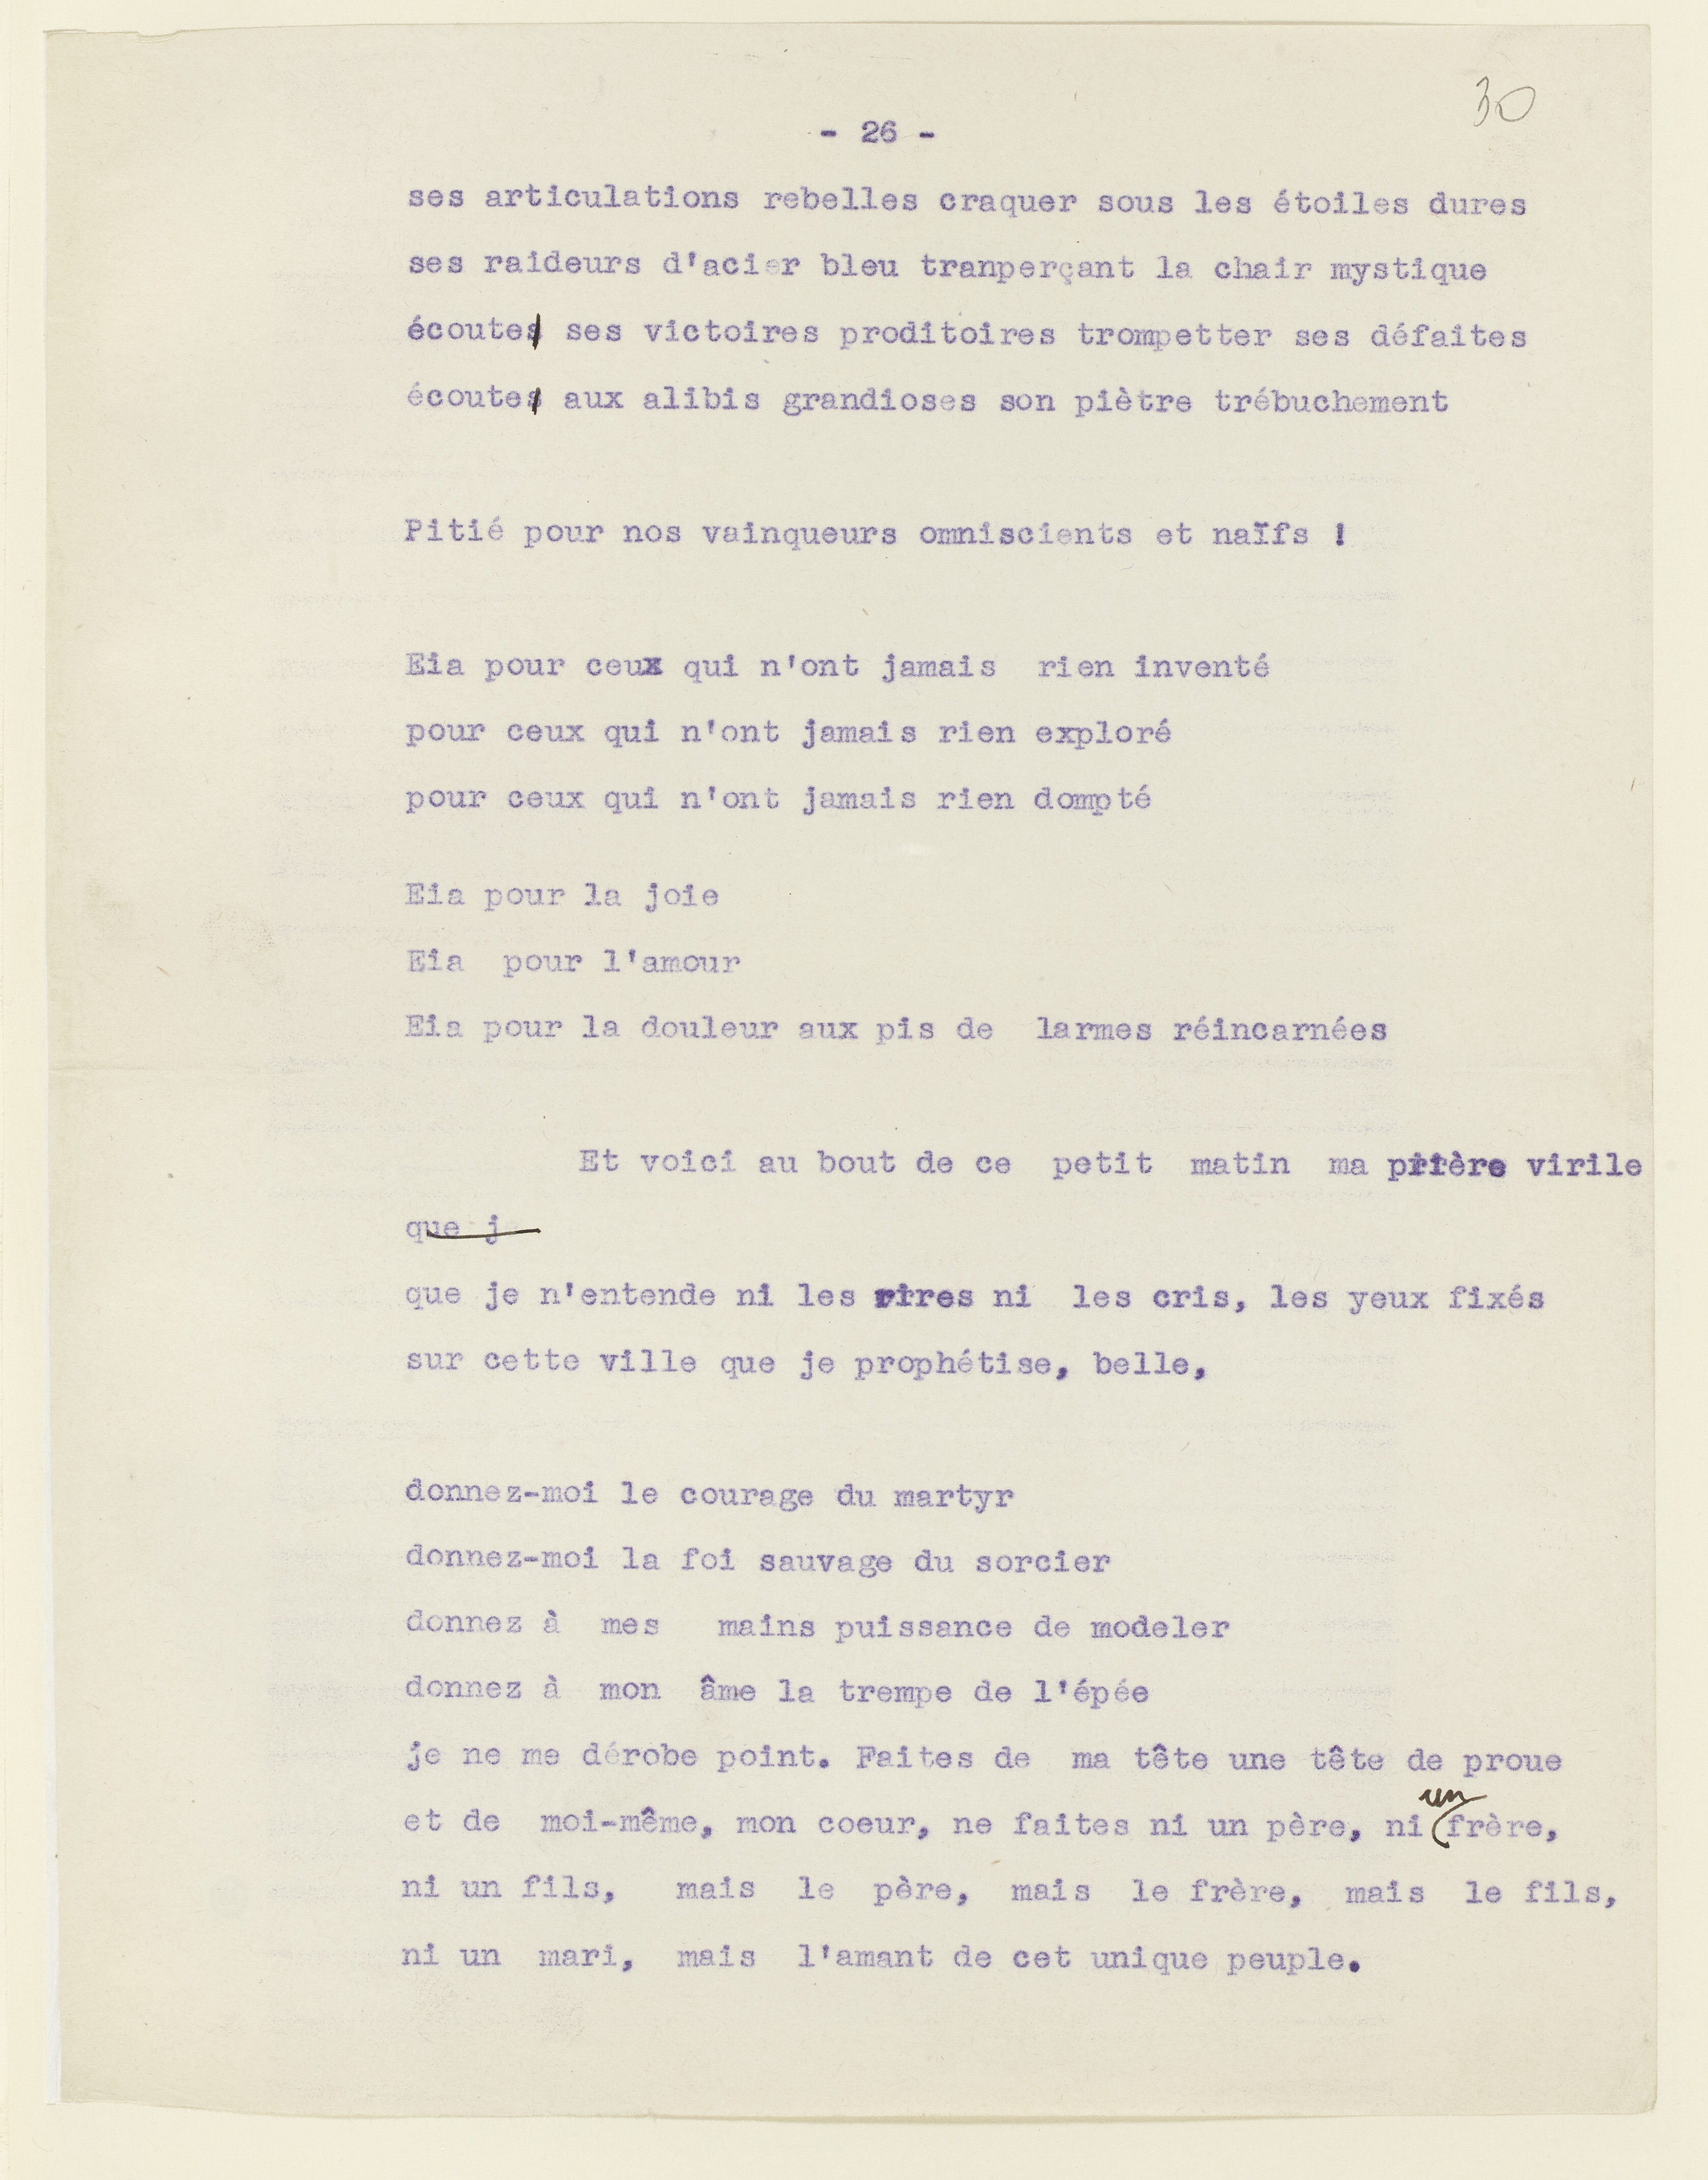 30
- 26 -
ses articulations rebelles craquer sous les étoiles dures
ses raideurs d'acier bleu tranperçant la chair mystique
écoute ses victoires proditoires trompetter ses défaites
écoute aux alibis grandioses son piètre trébuchement
Pitié pour nos vainqueurs omniscients et naïfs !
Eia pour ceux qui n'ont jamais rien inventé
pour ceux qui n'ont jamais rien exploré
pour ceux qui n'ont jamais rien dompté
Eia pour la joie
Eia pour l'amour
Eia pour la douleur aux pis de larmes réincarnées
Et voici au bout de ce petit matin ma prière virile
que j
que je n'entende ni les rires ni les cris, les yeux fixés
sur cette ville que je prophétise, belle,
donnez-moi le courage du martyr
donnez-moi la foi sauvage du sorcier
donnez à mes mains puissance de modeler
donnez à mon âme la trempe de l'épée
je ne me dérobe point. Faites de ma tête une tête de proue
et de moi-même, mon coeur, ne faites ni un père, ni un frère,
ni un fils, mais le père, mais le frère, mais le fils,
ni un mari, mais l'amant de cet unique peuple.